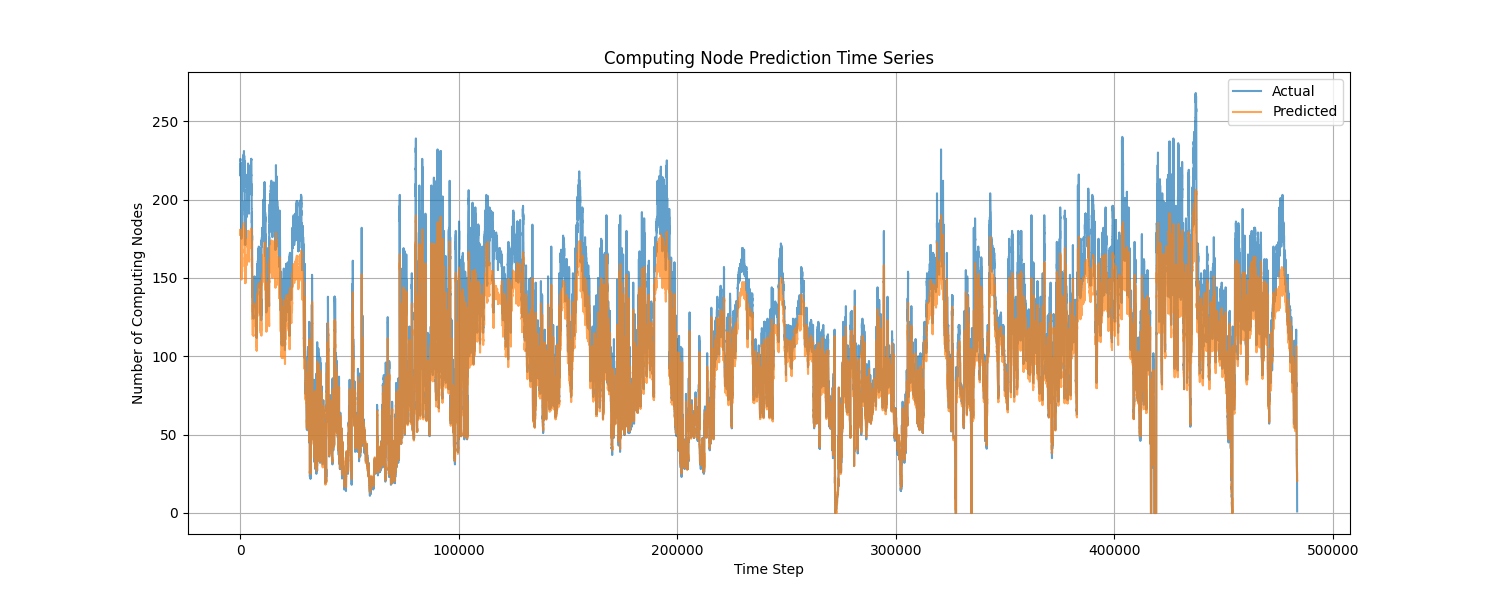 Computing Node Prediction Time Series
Actual
Predicted
250
200
150
100
50
0
Number of Computing Nodes
0 100000 200000 300000 400000 500000
Time Step